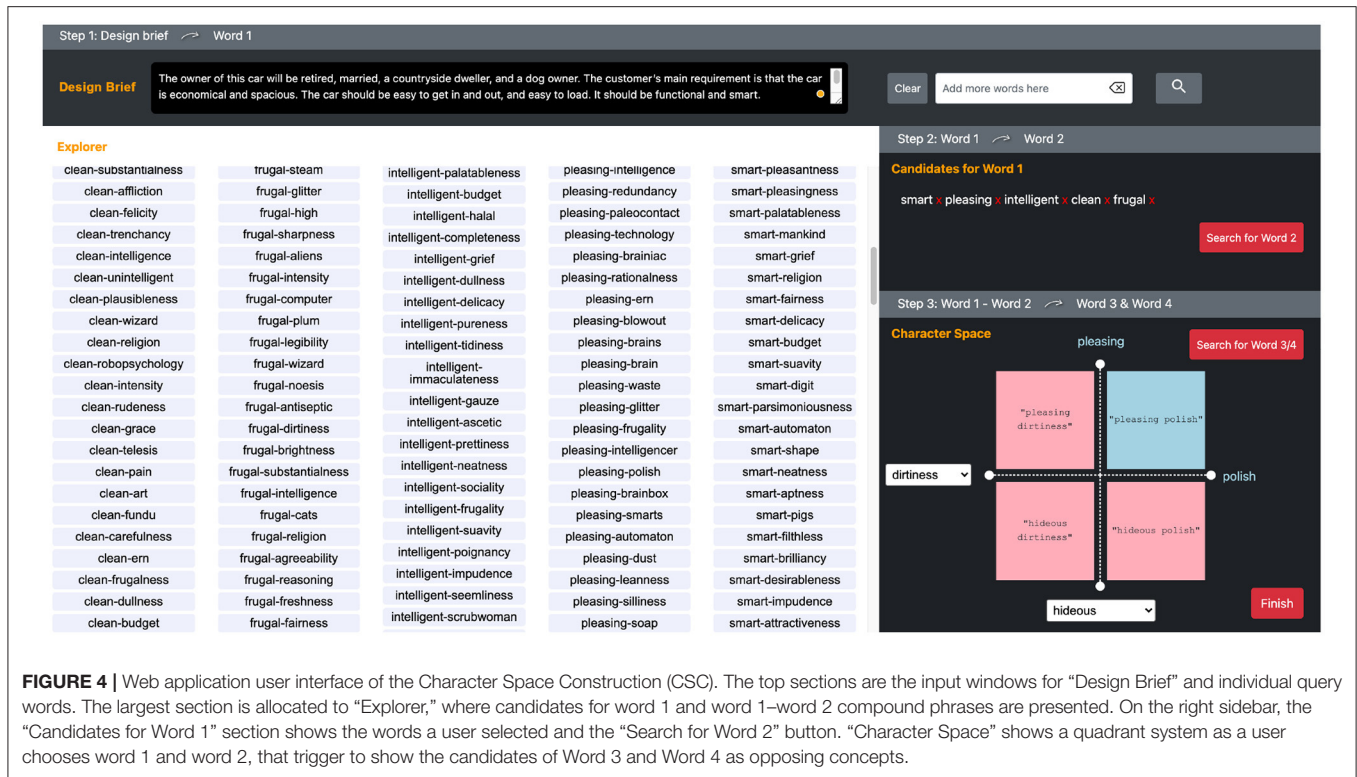 Step 1: Design brief Word 1
Design Brief
The owner of this car will be retired, married, a countryside dweller, and a dog owner. The customer's main requirement is that the car
is economical and spacious. The car should be easy to get in and out, and easy to load. It should be functional and smart.
Clear
Add more words here
Explorer
clean-substantialness
clean-affliction
clean-felicity
clean-trenchancy
clean-intelligence
clean-unintelligent
clean-plausibleness
clean-wizard
clean-religion
clean-robopsychology
clean-intensity
clean-rudeness
clean-grace
clean-telesis
clean-pain
clean-art
clean-fundu
clean-carefulness
clean-ern
clean-frugalness
clean-dullness
clean-budget
frugal-steam
frugal-glitter
frugal-high
frugal-sharpness
frugal-aliens
frugal-intensity
frugal-computer
frugal-plum
frugal-legibility
frugal-wizard
frugal-noesis
frugal-antiseptic
frugal-dirtiness
frugal-brightness
frugal-substantialness
frugal-intelligence
frugal-cats
frugal-religion
frugal-agreeability
frugal-reasoning
frugal-freshness
frugal-fairness
intelligent-palatableness
intelligent-budget
intelligent-halal
intelligent-completeness
intelligent-grief
intelligent-dullness
intelligent-delicacy
intelligent-pureness
intelligent-tidiness
intelligent-
immaculateness
intelligent-gauze
intelligent-ascetic
intelligent-prettiness
intelligent-neatness
intelligent-sociality
intelligent-frugality
intelligent-suavity
intelligent-poignancy
intelligent-impudence
intelligent-seemliness
intelligent-scrubwoman
pleasing-intelligence
pleasing-redundancy
pleasing-paleocontact
pleasing-technology
pleasing-brainiac
pleasing-rationalness
pleasing-ern
pleasing-blowout
pleasing-brains
pleasing-brain
pleasing-waste
pleasing-glitter
pleasing-frugality
pleasing-intelligencer
pleasing-polish
pleasing-brainbox
pleasing-smarts
pleasing-automaton
pleasing-dust
pleasing-leanness
pleasing-silliness
pleasing-soap
smart-pleasantness
smart-pleasingness
smart-palatableness
smart-mankind
smart-grief
smart-religion
smart-fairness
smart-delicacy
smart-budget
smart-suavity
smart-digit
smart-parsimoniousness
smart-automaton
smart-shape
smart-neatness
smart-aptness
smart-pigs
smart-filthless
smart-brilliancy
smart-desirableness
smart-impudence
smart-attractiveness
Step 2: Word 1 Word 2
Candidates for Word 1
smart x pleasing x intelligent x clean x frugal x
Search for Word 2
Step 3: Word 1 - Word 2 Word 3 & Word 4
Character Space
Search for Word 3/4
pleasing
"pleasing
dirtiness"
"pleasing polish"
dirtiness
polish
"hideous
dirtiness"
"hideous polish"
hideous
Finish
FIGURE 4 | Web application user interface of the Character Space Construction (CSC). The top sections are the input windows for “Design Brief” and individual query
words. The largest section is allocated to “Explorer,” where candidates for word 1 and word 1–word 2 compound phrases are presented. On the right sidebar, the
“Candidates for Word 1” section shows the words a user selected and the “Search for Word 2” button. “Character Space” shows a quadrant system as a user
chooses word 1 and word 2, that trigger to show the candidates of Word 3 and Word 4 as opposing concepts.